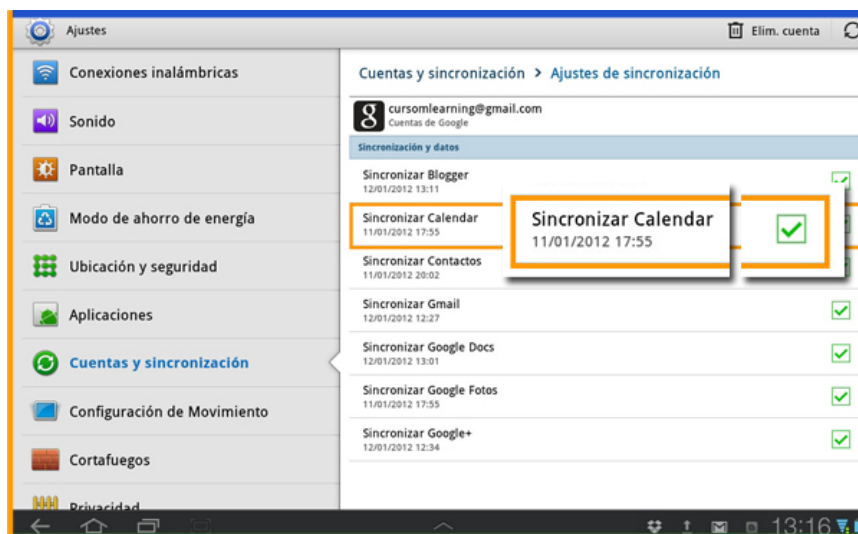 Ajustes
Elim. cuenta
Conexiones inalámbricas
Sonido
Pantalla
Modo de ahorro de energía
Ubicación y seguridad
Aplicaciones
Cuentas y sincronización
Configuración de Movimiento
Cortafuegos
Privacidad
Cuentas y sincronización > Ajustes de sincronización
g
cursomlearning@gmail.com
Cuentas de Google
Sincronización y datos
Sincronizar Blogger
12/01/2012 13:11
Sincronizar Calendar
11/01/2012 17:55
Sincronizar Calendar
11/01/2012 17:55
Sincronizar Contactos
11/01/2012 20:02
Sincronizar Gmail
12/01/2012 12:27
Sincronizar Google Docs
12/01/2012 13:01
Sincronizar Google Fotos
11/01/2012 17:55
Sincronizar Google+
12/01/2012 12:34
13:16